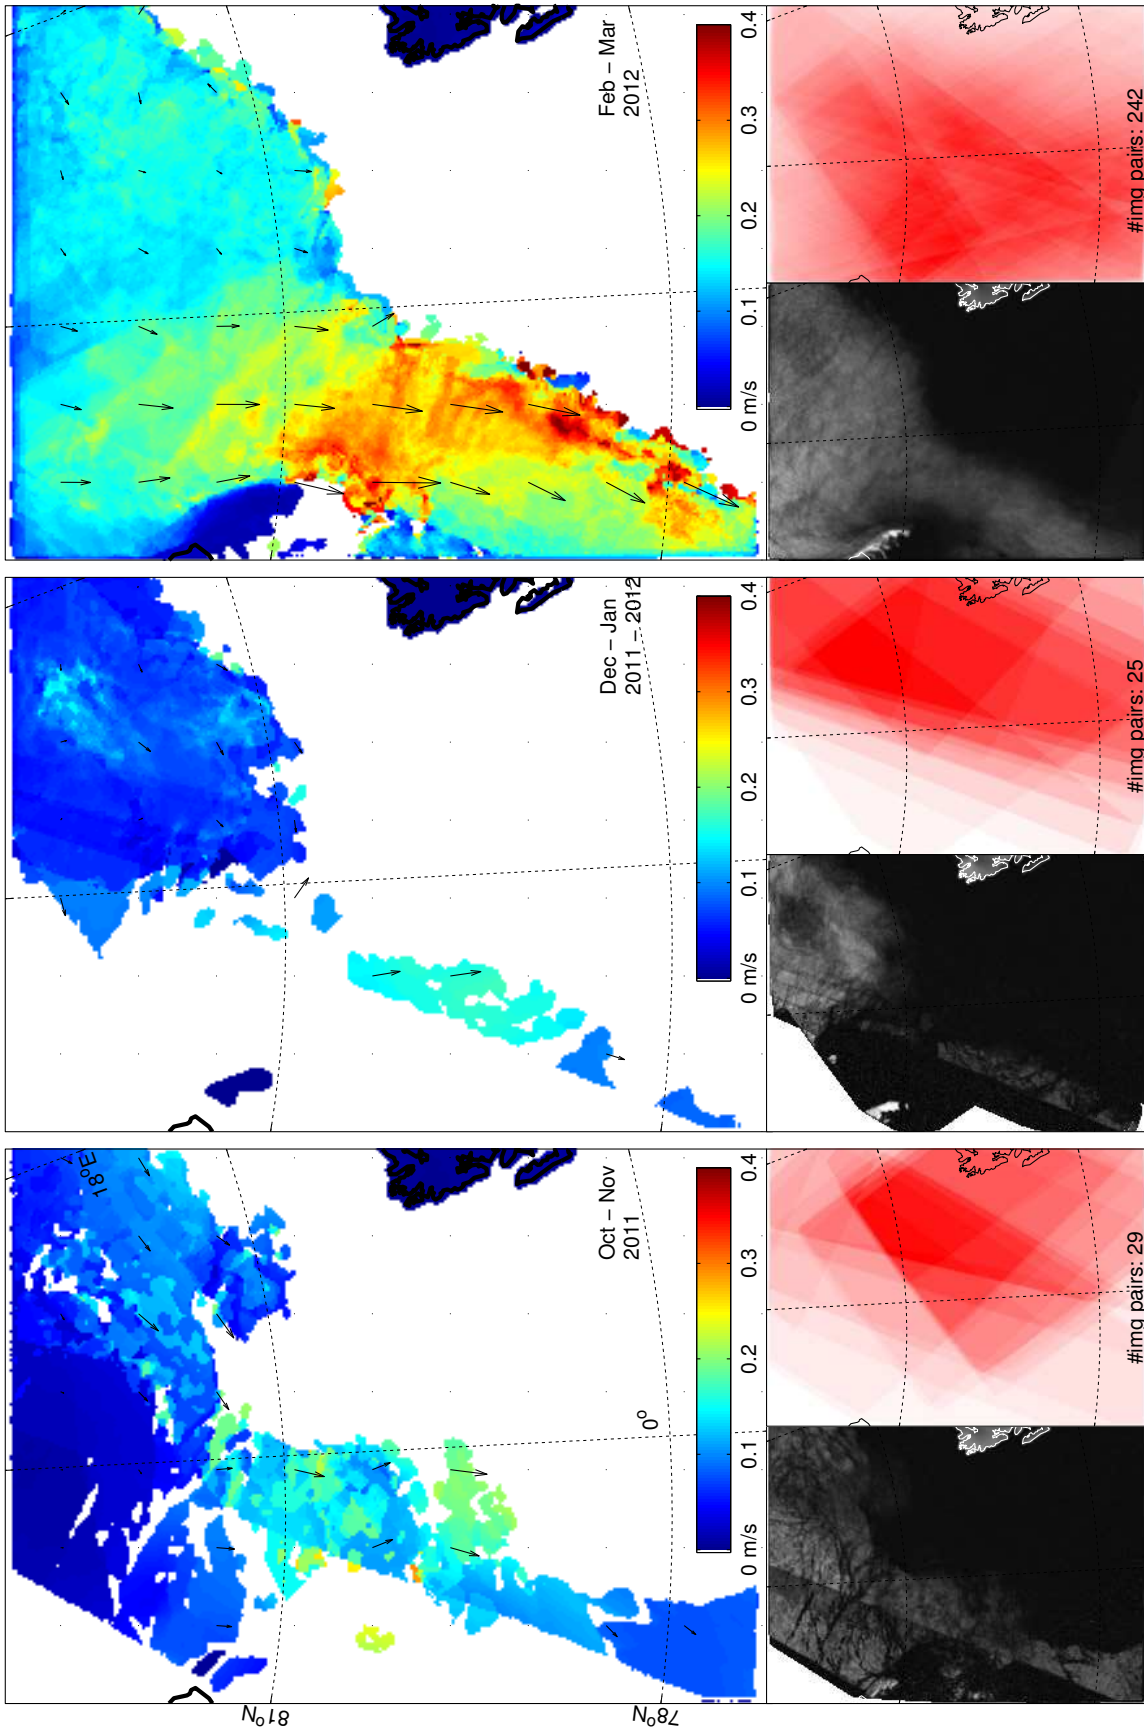 18°E
81°N
78°N
0°
Oct – Nov
2011
0 m/s 0.1 0.2 0.3 0.4
#img pairs: 29
Dec – Jan
2011 – 2012
0 m/s 0.1 0.2 0.3 0.4
#img pairs: 25
Feb – Mar
2012
0 m/s 0.1 0.2 0.3 0.4
#img pairs: 242